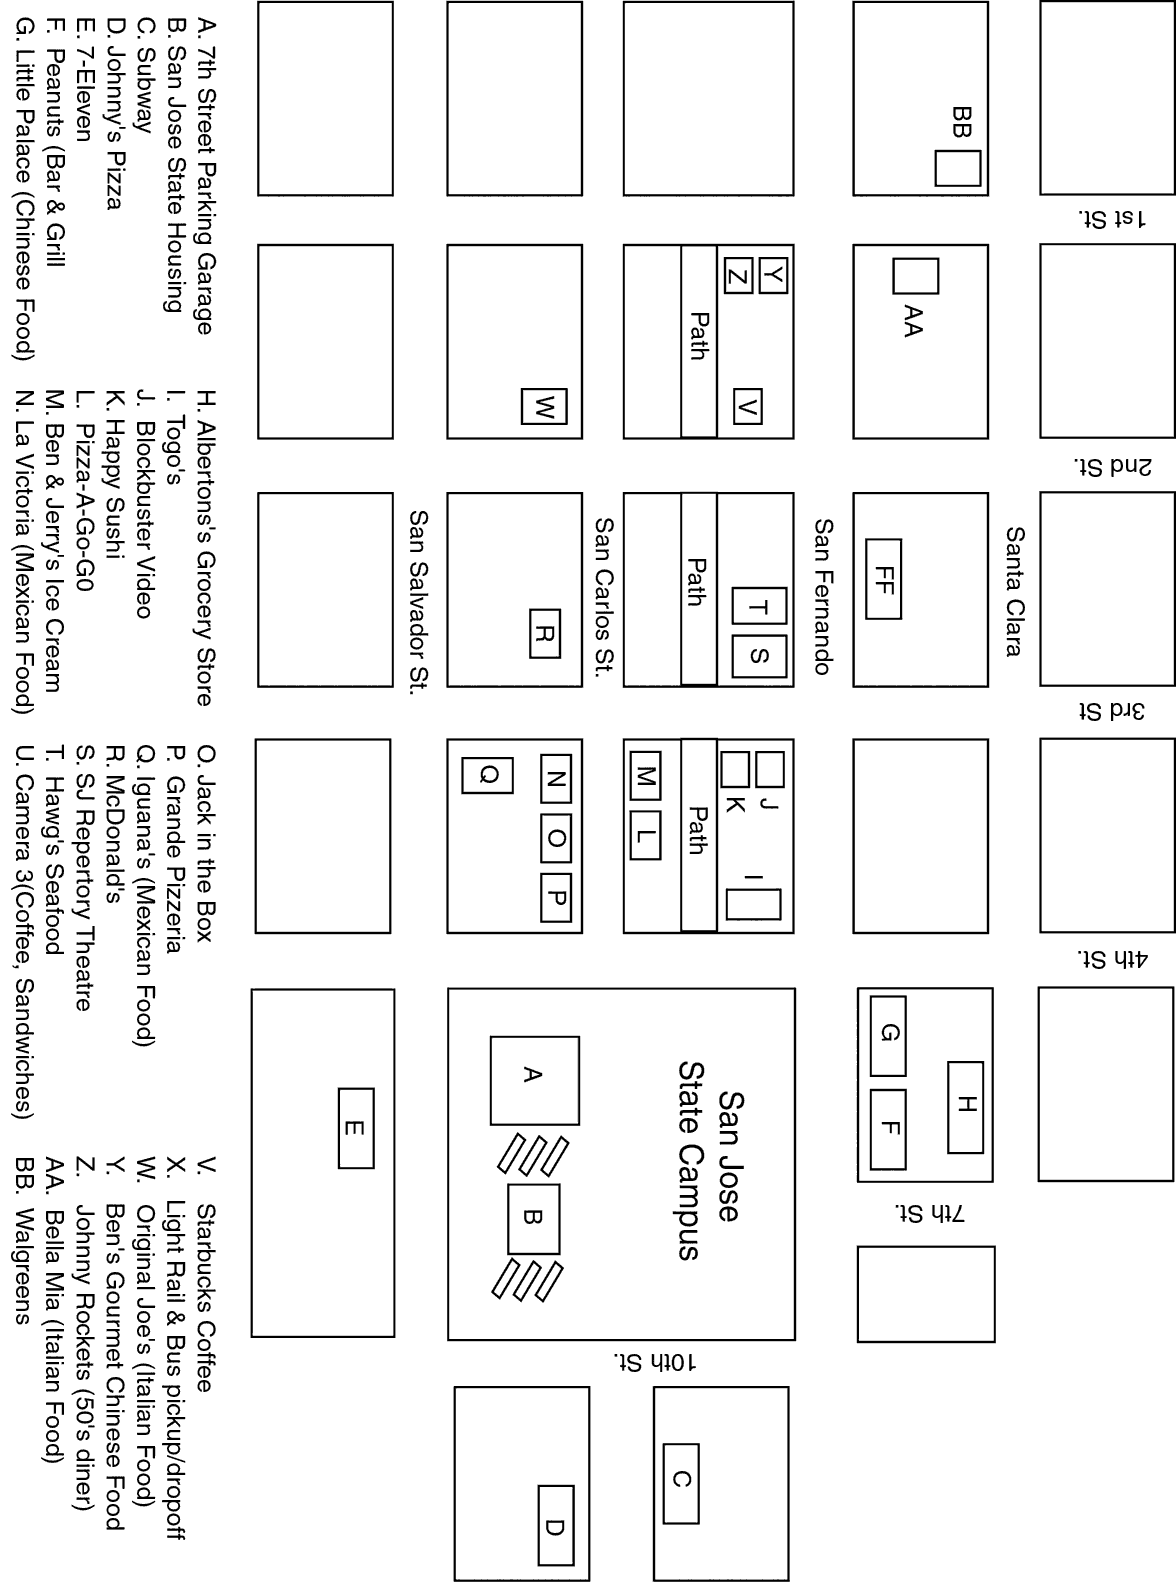 1st St.
2nd St.
3rd St
4th St.
7th St.
10th St.
Santa Clara
San Fernando
San Carlos St.
San Salvador St.
BB
AA
FF
H
G
F
Y
Z
V
Path
T
S
Path
J
K
I
Path
M
L
San Jose
State Campus
C
W
R
N
O
P
Q
A
B
D
E
A. 7th Street Parking Garage
B. San Jose State Housing
C. Subway
D. Johnny's Pizza
E. 7-Eleven
F. Peanuts (Bar & Grill
G. Little Palace (Chinese Food)
H. Albertons's Grocery Store
I. Togo's
J. Blockbuster Video
K. Happy Sushi
L. Pizza-A-Go-G0
M. Ben & Jerry's Ice Cream
N. La Victoria (Mexican Food)
O. Jack in the Box
P. Grande Pizzeria
Q. Iguana's (Mexican Food)
R. McDonald's
S. SJ Repertory Theatre
T. Hawg's Seafood
U. Camera 3(Coffee, Sandwiches)
V. Starbucks Coffee
X. Light Rail & Bus pickup/dropoff
W. Original Joe's (Italian Food)
Y. Ben's Gourmet Chinese Food
Z. Johnny Rockets (50's diner)
AA. Bella Mia (Italian Food)
BB. Walgreens